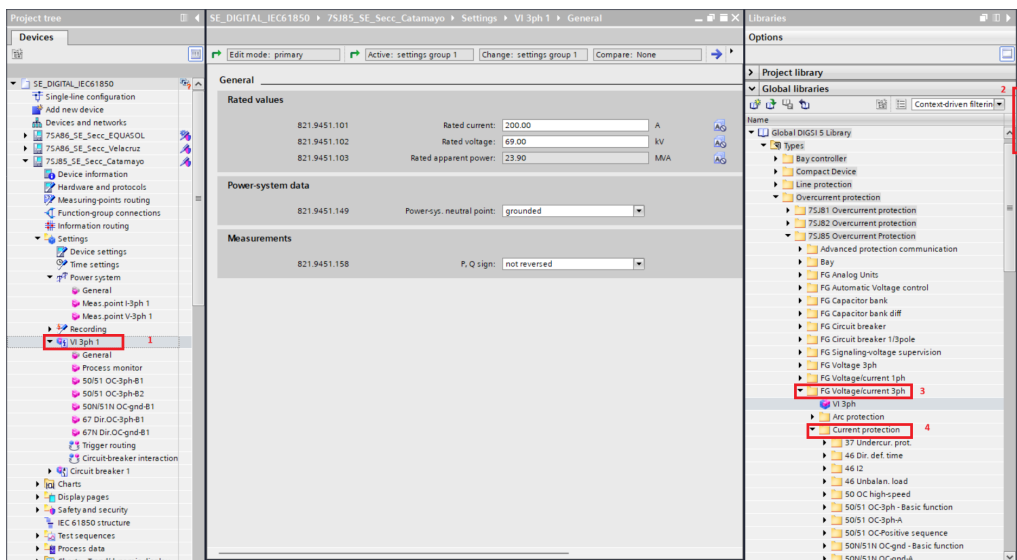 Project tree
Devices
SE_DIGITAL_IEC61850
Single-line configuration
Add new device
Devices and networks
7SA86_SE_Secc_EQUASOL
7SA86_SE_Secc_Velacruz
7SJ85_SE_Secc_Catamayo
Device information
Hardware and protocols
Measuring-points routing
Function-group connections
Information routing
Settings
Device settings
Time settings
Power system
General
Meas.point I-3ph 1
Meas.point V-3ph 1
Recording
VI 3ph 1
1
General
Process monitor
50/51 OC-3ph-B1
50/51 OC-3ph-B2
50N/51N OC-gnd-B1
67 Dir.OC-3ph-B1
67N Dir.OC-gnd-B1
Trigger routing
Circuit-breaker interaction
Circuit breaker 1
Charts
Display pages
Safety and security
IEC 61850 structure
Test sequences
Process data
SE_DIGITAL_IEC61850 ▸ 7SJ85_SE_Secc_Catamayo ▸ Settings ▸ VI 3ph 1 ▸ General
Edit mode: primary
Active: settings group 1
Change: settings group 1
Compare: None
General
Rated values
821.9451.101 Rated current: 200.00 A
821.9451.102 Rated voltage: 69.00 kV
821.9451.103 Rated apparent power: 23.90 MVA
Power-system data
821.9451.149 Power-sys. neutral point: grounded
Measurements
821.9451.158 P, Q sign: not reversed
Libraries
Options
Project library
Global libraries
2
Context-driven filterin
Name
Global DIGSI 5 Library
Types
Bay controller
Compact Device
Line protection
Overcurrent protection
7SJ81 Overcurrent protection
7SJ82 Overcurrent protection
7SJ85 Overcurrent Protection
Advanced protection communication
Bay
FG Analog Units
FG Automatic Voltage control
FG Capacitor bank
FG Capacitor bank diff
FG Circuit breaker
FG Circuit breaker 1/3pole
FG Signaling-voltage supervision
FG Voltage 3ph
FG Voltage/current 1ph
FG Voltage/current 3ph
3
VI 3ph
Arc protection
Current protection
4
37 Undercur. prot.
46 Dir. def. time
46 I2
46 Unbalan. load
50 OC high-speed
50/51 OC-3ph - Basic function
50/51 OC-3ph-A
50/51 OC-Positive sequence
50N/51N OC-gnd - Basic function
50N/51N OC-gnd-A